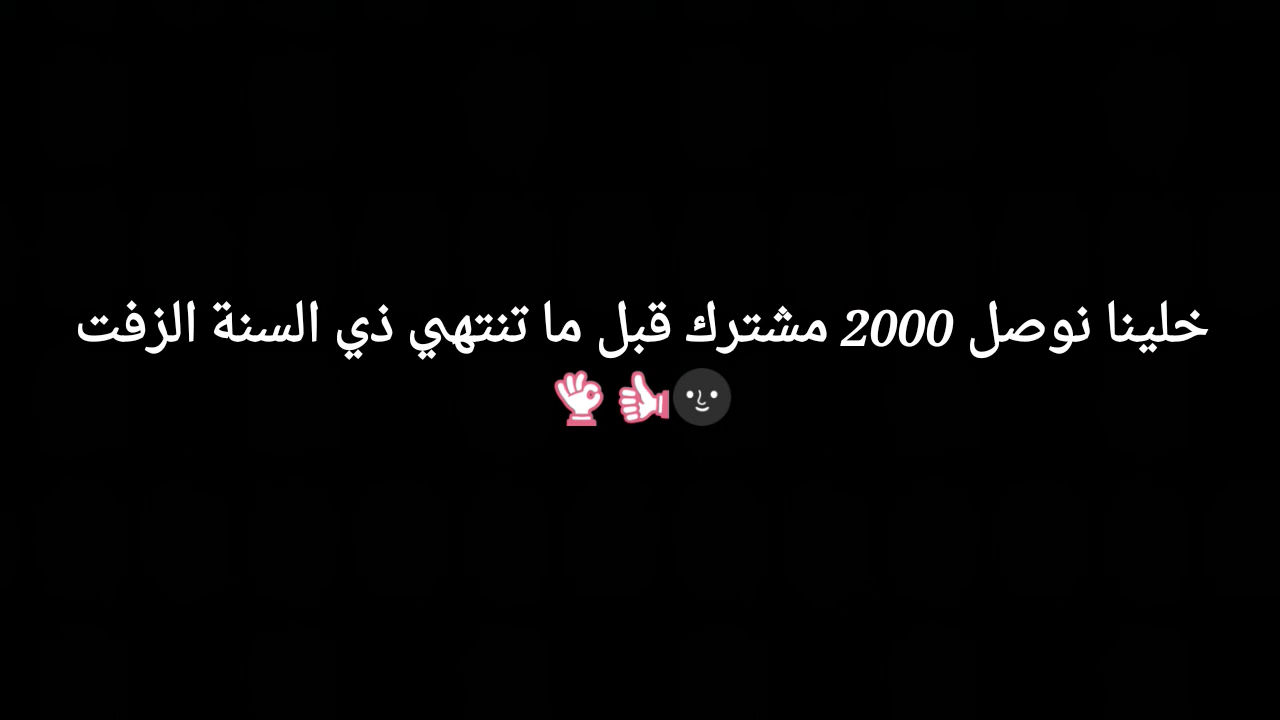 خلينا نوصل 2000 مشترك قبل ما تنتهي ذي السنة الزفت
🌚👍👌